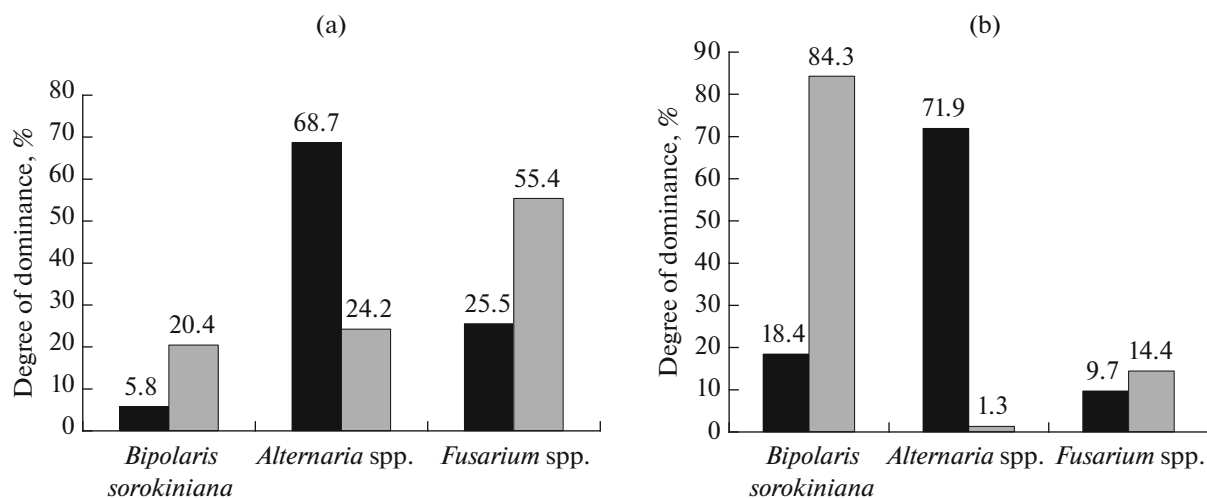 (a)
Degree of dominance, %
80
70
60
50
40
30
20
10
0
5.8
20.4
68.7
24.2
25.5
55.4
Bipolaris
sorokiniana
Alternaria spp.
Fusarium spp.
(b)
Degree of dominance, %
90
80
70
60
50
40
30
20
10
0
18.4
84.3
71.9
1.3
9.7
14.4
Bipolaris
sorokiniana
Alternaria spp.
Fusarium spp.